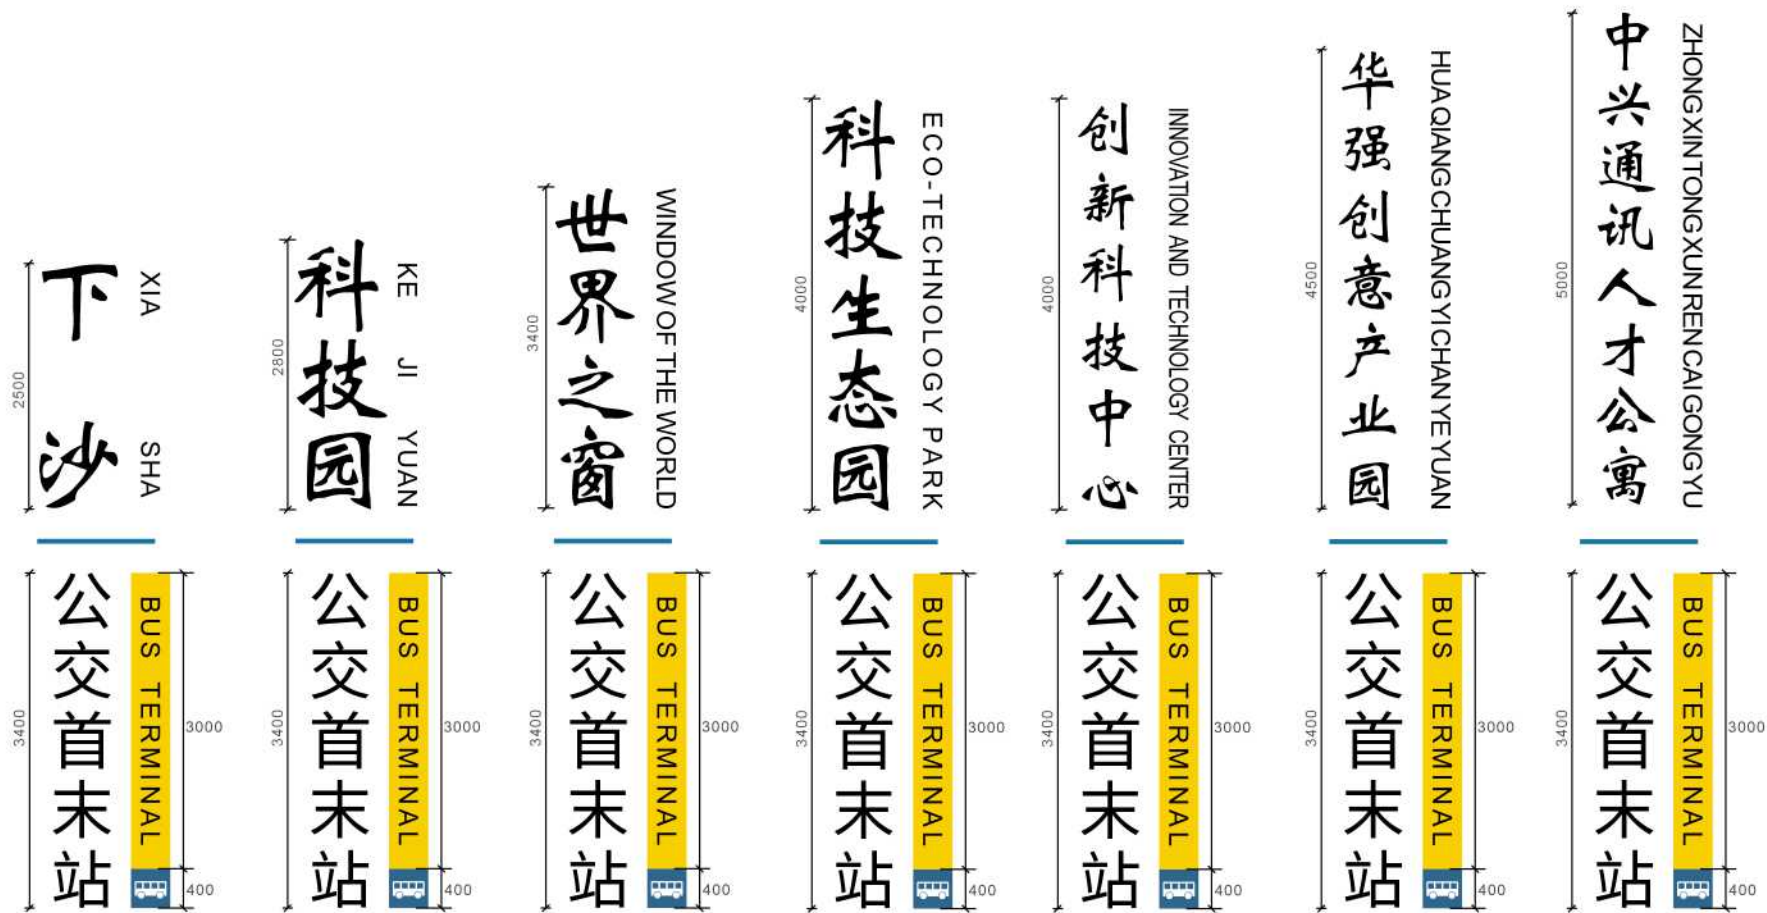 下沙
XIA SHA
2500
公交首末站
BUS TERMINAL
3400
3000
400
科技园
KE JI YUAN
2800
公交首末站
BUS TERMINAL
3400
3000
400
世界之窗
WINDOW OF THE WORLD
3400
公交首末站
BUS TERMINAL
3400
3000
400
科技生态园
ECO-TECHNOLOGY PARK
4000
公交首末站
BUS TERMINAL
3400
3000
400
创新科技中心
INNOVATION AND TECHNOLOGY CENTER
4000
公交首末站
BUS TERMINAL
3400
3000
400
华强创意产业园
HUA QIANG CHUANG YI CHAN YE YUAN
4500
公交首末站
BUS TERMINAL
3400
3000
400
中兴通讯人才公寓
ZHONG XIN TONG XUN REN CAI GONG YU
5000
公交首末站
BUS TERMINAL
3400
3000
400